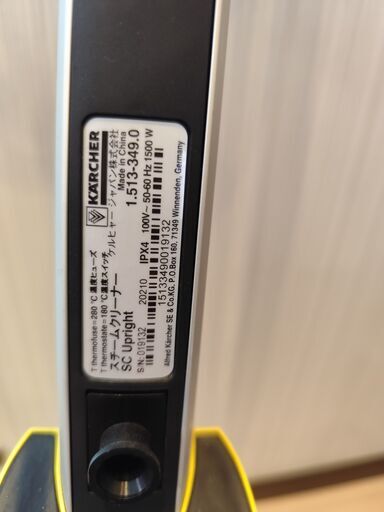 KÄRCHER
1.513-349.0
Made in China
ケルヒャー ジャパン株式会社
T thermofuse=280 ℃ 温度ヒューズ
T thermostate=180 ℃ 温度スイッチ
スチームクリーナー
SC Upright
S/N: 019132 20210 IPX4 100V~ 50-60 Hz 1500 W
15133490019132
Alfred Kärcher SE & Co.KG. P.O.Box 160, 71349 Winnenden, Germany